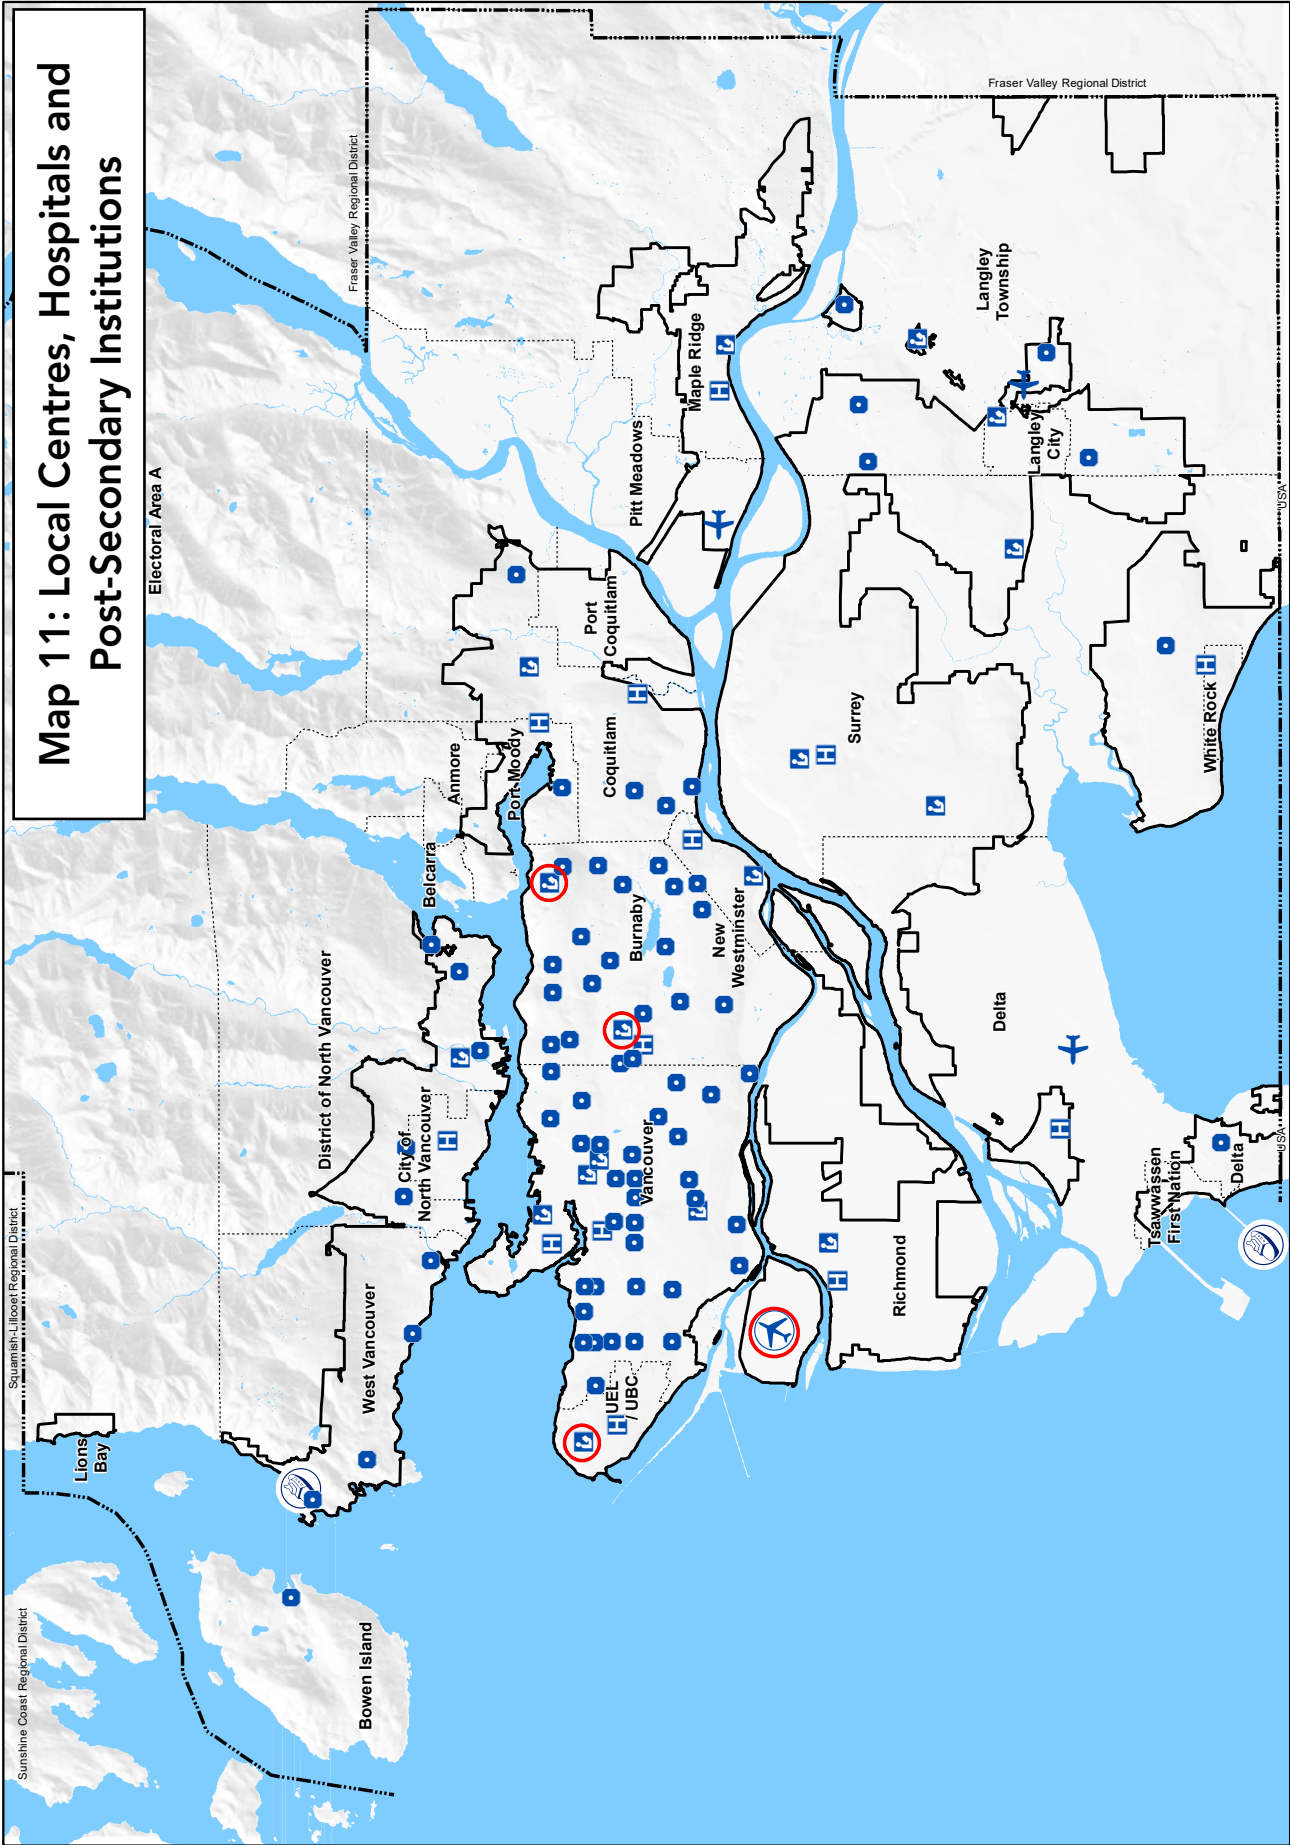 Map 11: Local Centres, Hospitals and
Post-Secondary Institutions
Sunshine Coast Regional District
Squamish-Lillooet Regional District
Fraser Valley Regional District
Fraser Valley Regional District
Electoral Area A
Lions
Bay
Bowen Island
West Vancouver
District of North Vancouver
City of
North Vancouver
Belcarra
Anmore
Port Moody
Coquitlam
Port
Coquitlam
Pitt Meadows
Maple Ridge
UEL
/ UBC
Vancouver
Burnaby
New
Westminster
Richmond
Surrey
Delta
Langley
Township
Langley
City
White Rock
Tsawwassen
First Nation
Delta
USA
USA
H
H
H
H
H
H
H
H
H
H
H
H
H